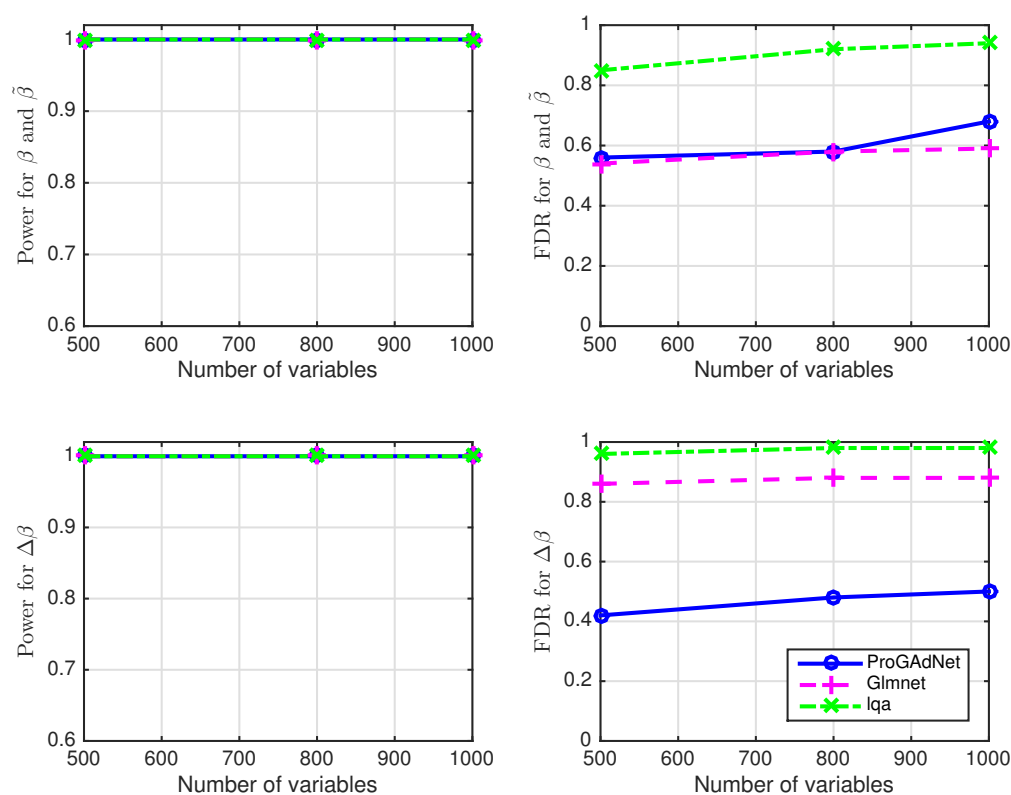 Power for β and β̃
1
0.9
0.8
0.7
0.6
500 600 700 800 900 1000
Number of variables
FDR for β and β̃
1
0.8
0.6
0.4
0.2
0
500 600 700 800 900 1000
Number of variables
Power for Δβ
1
0.9
0.8
0.7
0.6
500 600 700 800 900 1000
Number of variables
FDR for Δβ
1
0.8
0.6
0.4
0.2
0
500 600 700 800 900 1000
Number of variables
ProGAdNet
Glmnet
lqa